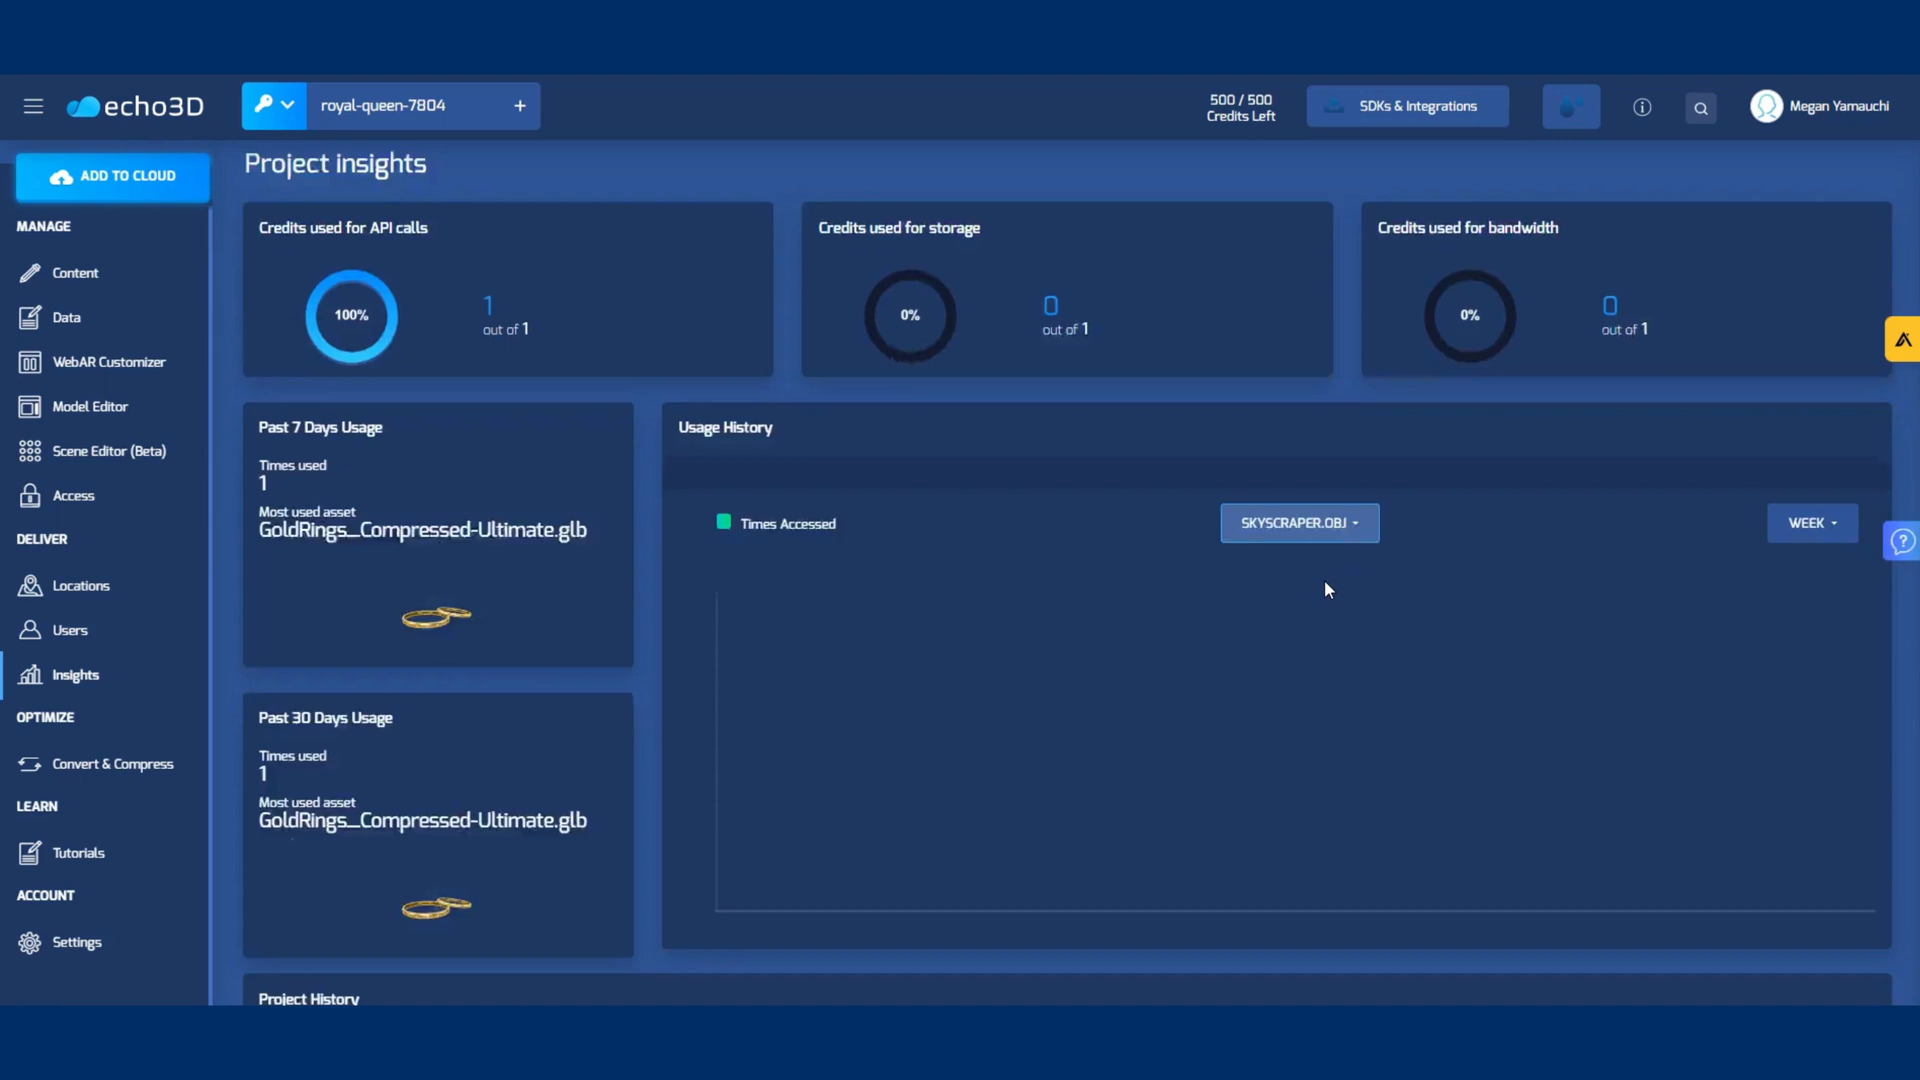 echo3D
royal-queen-7804
+
500 / 500
Credits Left
SDKs & Integrations
Megan Yamauchi
ADD TO CLOUD
MANAGE
Content
Data
WebAR Customizer
Model Editor
Scene Editor (Beta)
Access
DELIVER
Locations
Users
Insights
OPTIMIZE
Convert & Compress
LEARN
Tutorials
ACCOUNT
Settings
Project insights
Credits used for API calls
100%
1
out of 1
Credits used for storage
0%
0
out of 1
Credits used for bandwidth
0%
0
out of 1
Past 7 Days Usage
Times used
1
Most used asset
GoldRings_Compressed-Ultimate.glb
Usage History
Times Accessed
SKYSCRAPER.OBJ
WEEK
?
Past 30 Days Usage
Times used
1
Most used asset
GoldRings_Compressed-Ultimate.glb
Project History